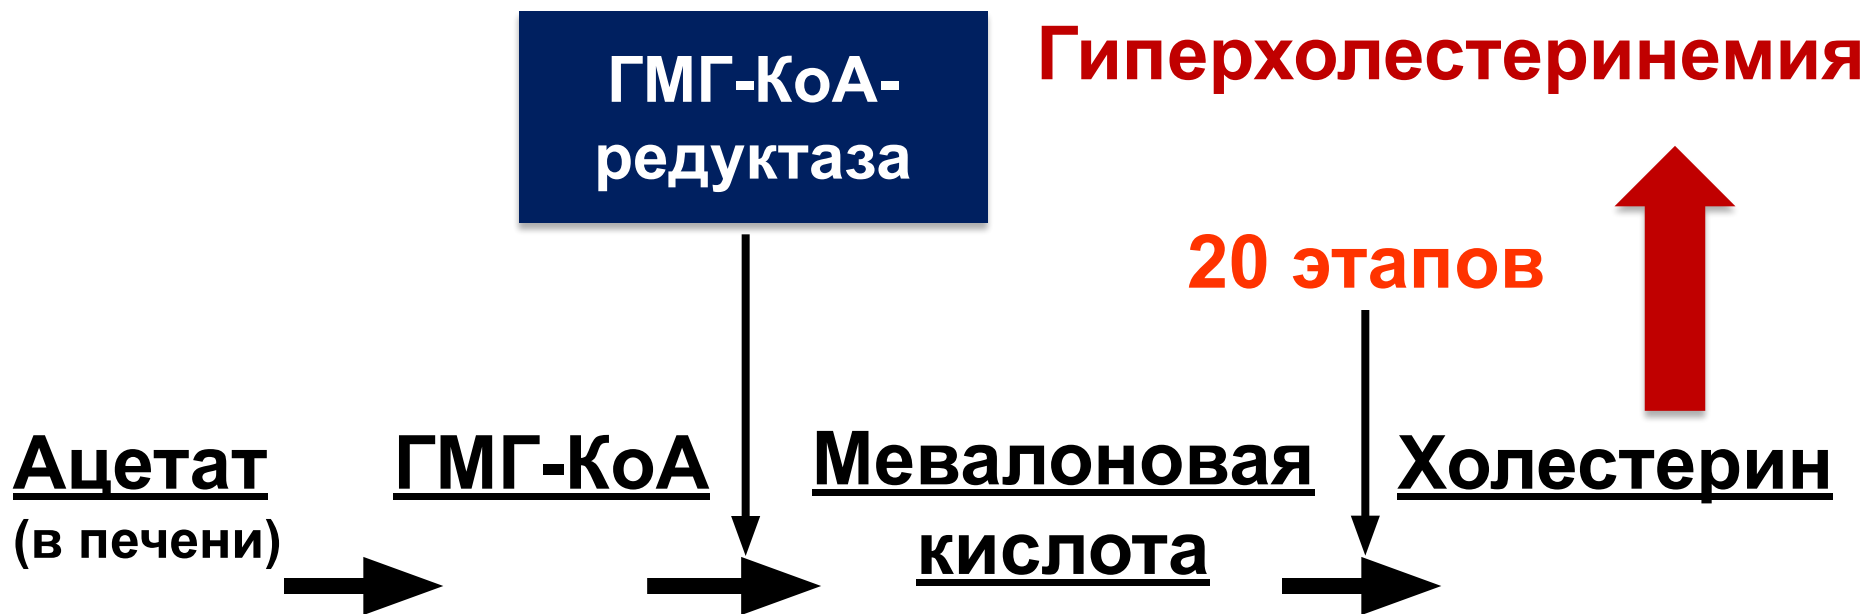 ГМГ-КоА-
редуктаза
Гиперхолестеринемия
20 этапов
Ацетат
(в печени)
ГМГ-КоА
Мевалоновая
кислота
Холестерин